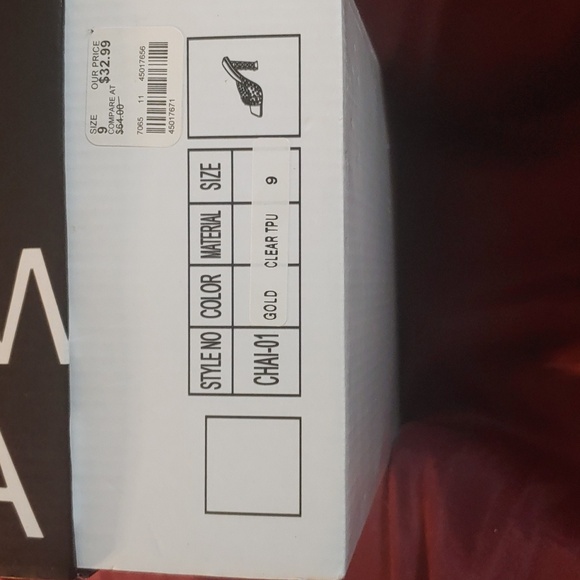 SIZE OUR PRICE
9 $32.99
COMPARE AT
$64.00
7065 11 45017656
45017671
STYLE NO COLOR MATERIAL SIZE
CHAI-01 GOLD CLEAR TPU 9